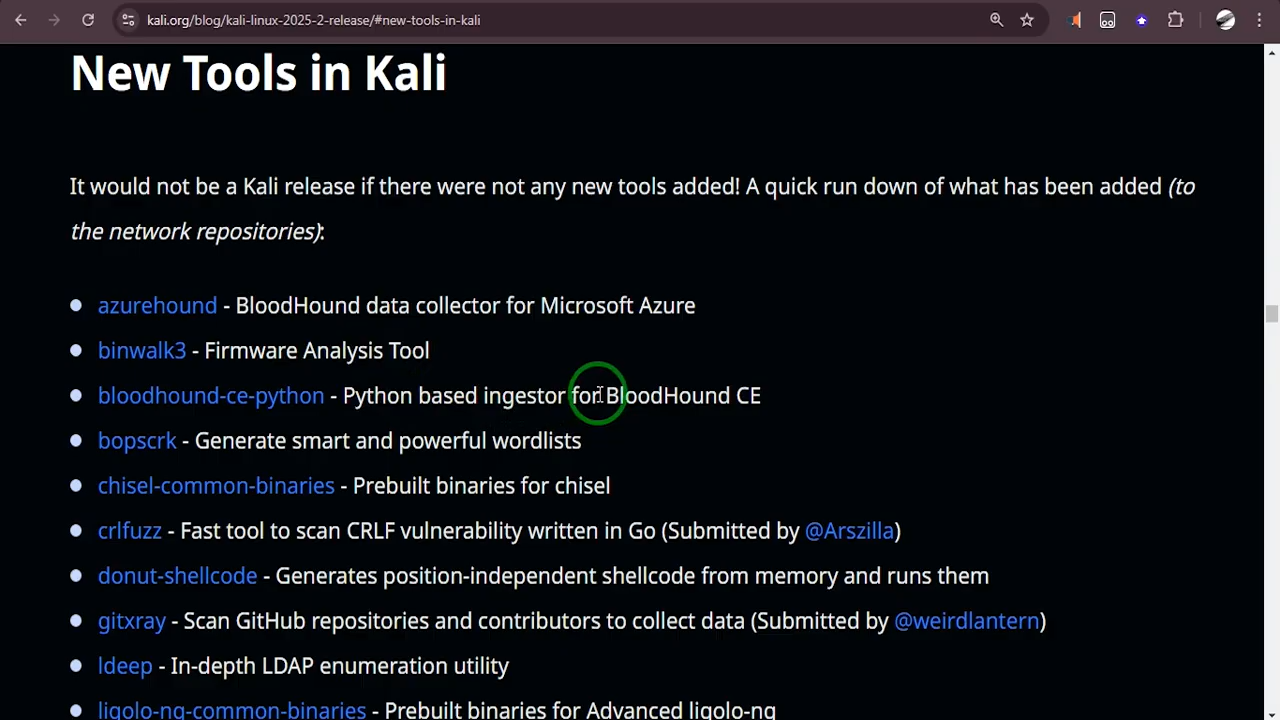 kali.org/blog/kali-linux-2025-2-release/#new-tools-in-kali
New Tools in Kali
It would not be a Kali release if there were not any new tools added! A quick run down of what has been added (to
the network repositories):
azurehound - BloodHound data collector for Microsoft Azure
binwalk3 - Firmware Analysis Tool
bloodhound-ce-python - Python based ingestor for BloodHound CE
bopscrk - Generate smart and powerful wordlists
chisel-common-binaries - Prebuilt binaries for chisel
crlfuzz - Fast tool to scan CRLF vulnerability written in Go (Submitted by @Arszilla)
donut-shellcode - Generates position-independent shellcode from memory and runs them
gitxray - Scan GitHub repositories and contributors to collect data (Submitted by @weirdlantern)
ldeep - In-depth LDAP enumeration utility
ligolo-ng-common-binaries - Prebuilt binaries for Advanced ligolo-ng